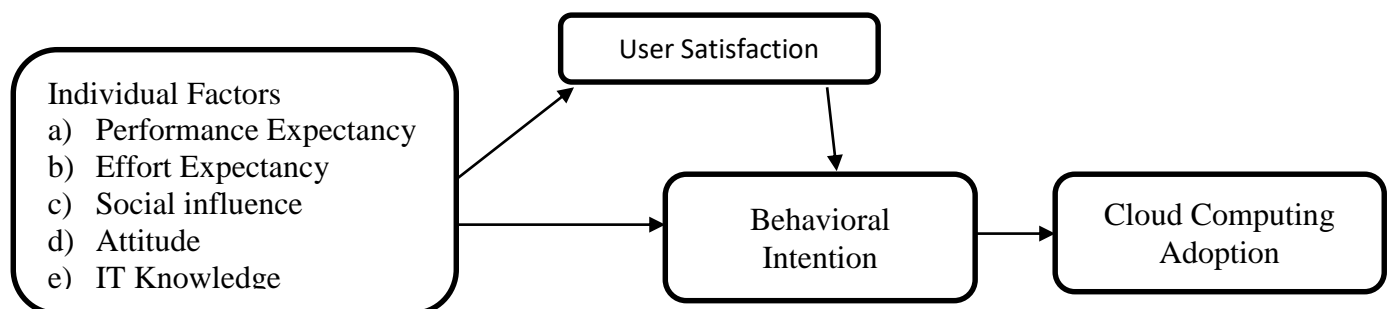 User Satisfaction
Individual Factors
a) Performance Expectancy
b) Effort Expectancy
c) Social influence
d) Attitude
e) IT Knowledge
Behavioral
Intention
Cloud Computing
Adoption